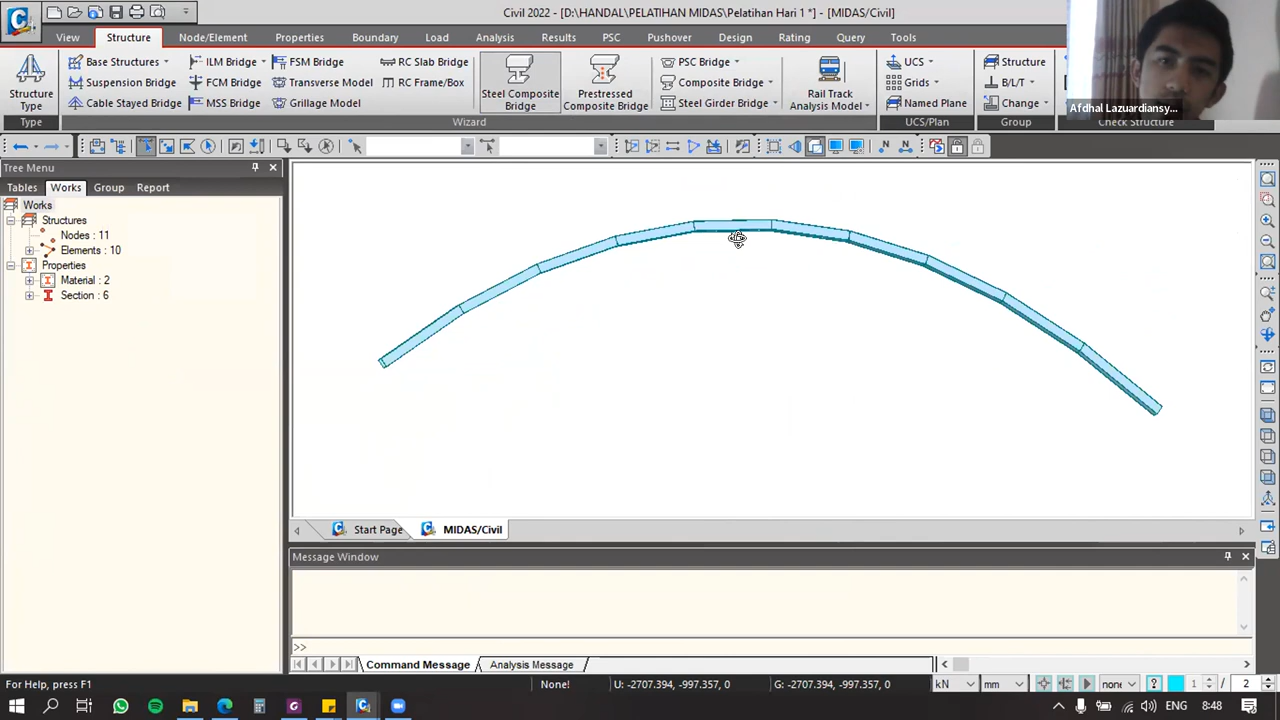 Civil 2022 - [D:\HANDAL\PELATIHAN MIDAS\Pelatihan Hari 1 *] - [MIDAS/Civil]
View Structure Node/Element Properties Boundary Load Analysis Results PSC Pushover Design Rating Query Tools
Structure Type
Base Structures
Suspension Bridge
Cable Stayed Bridge
ILM Bridge
FCM Bridge
MSS Bridge
FSM Bridge
Transverse Model
Grillage Model
RC Slab Bridge
RC Frame/Box
Steel Composite Bridge
Prestressed Composite Bridge
PSC Bridge
Composite Bridge
Steel Girder Bridge
Rail Track Analysis Model
UCS
Grids
Named Plane
Structure
B/L/T
Change
Afdhal Lazuardiansy...
Type Wizard UCS/Plan Group Check Structure
Tree Menu
Tables Works Group Report
Works
Structures
Nodes : 11
Elements : 10
Properties
Material : 2
Section : 6
Start Page MIDAS/Civil
Message Window
>>
Command Message Analysis Message
For Help, press F1 None! U: -2707.394, -997.357, 0 G: -2707.394, -997.357, 0 kN mm none ? 1 / 2
ENG 8:48